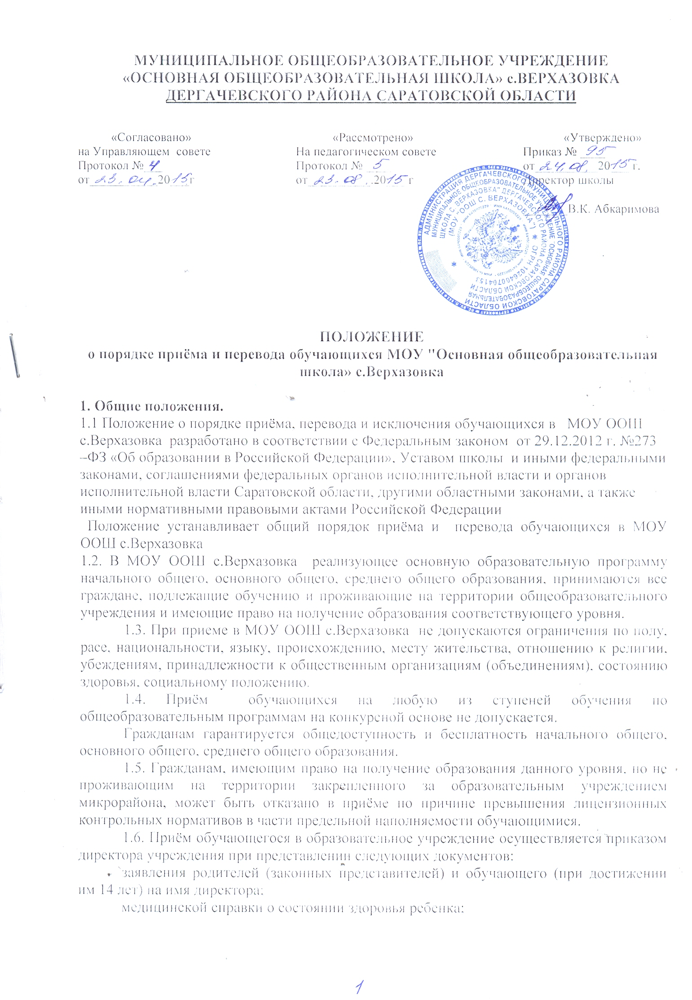 МУНИЦИПАЛЬНОЕ ОБЩЕОБРАЗОВАТЕЛЬНОЕ УЧРЕЖДЕНИЕ
«ОСНОВНАЯ ОБЩЕОБРАЗОВАТЕЛЬНАЯ ШКОЛА» с.ВЕРХАЗОВКА
ДЕРГАЧЕВСКОГО РАЙОНА САРАТОВСКОЙ ОБЛАСТИ
«Согласовано» «Рассмотрено» «Утверждено»
на Управляющем совете На педагогическом совете Приказ № 95
Протокол № 4 Протокол № 5 от 24.08. 2015 г.
от 23.04.2015г от 23.08.2015 г Директор школы
В.К. Абкаримова
АДМИНИСТРАЦИЯ ДЕРГАЧЕВСКОГО МУНИЦИПАЛЬНОГО РАЙОНА САРАТОВСКОЙ ОБЛАСТИ
МУНИЦИПАЛЬНОЕ ОБЩЕОБРАЗОВАТЕЛЬНОЕ УЧРЕЖДЕНИЕ "ОСНОВНАЯ ОБЩЕОБРАЗОВАТЕЛЬНАЯ
ШКОЛА С. ВЕРХАЗОВКА" ДЕРГАЧЕВСКОГО РАЙОНА САРАТОВСКОЙ ОБЛАСТИ
(МОУ "ООШ С. ВЕРХАЗОВКА") * ОГРН 1026400704153 *
ПОЛОЖЕНИЕ
о порядке приёма и перевода обучающихся МОУ "Основная общеобразовательная
школа» с.Верхазовка
1. Общие положения.
1.1 Положение о порядке приёма, перевода и исключения обучающихся в МОУ ООШ
с.Верхазовка разработано в соответствии с Федеральным законом от 29.12.2012 г. №273
–ФЗ «Об образовании в Российской Федерации», Уставом школы и иными федеральными
законами, соглашениями федеральных органов исполнительной власти и органов
исполнительной власти Саратовской области, другими областными законами, а также
иными нормативными правовыми актами Российской Федерации
Положение устанавливает общий порядок приёма и перевода обучающихся в МОУ
ООШ с.Верхазовка
1.2. В МОУ ООШ с.Верхазовка реализующее основную образовательную программу
начального общего, основного общего, среднего общего образования, принимаются все
граждане, подлежащие обучению и проживающие на территории общеобразовательного
учреждения и имеющие право на получение образования соответствующего уровня.
1.3. При приеме в МОУ ООШ с.Верхазовка не допускаются ограничения по полу,
расе, национальности, языку, происхождению, месту жительства, отношению к религии,
убеждениям, принадлежности к общественным организациям (объединениям), состоянию
здоровья, социальному положению.
1.4. Приём обучающихся на любую из ступеней обучения по
общеобразовательным программам на конкурсной основе не допускается.
Гражданам гарантируется общедоступность и бесплатность начального общего,
основного общего, среднего общего образования.
1.5. Гражданам, имеющим право на получение образования данного уровня, но не
проживающим на территории закрепленного за образовательным учреждением
микрорайона, может быть отказано в приёме по причине превышения лицензионных
контрольных нормативов в части предельной наполняемости обучающимися.
1.6. Приём обучающегося в образовательное учреждение осуществляется приказом
директора учреждения при представлении следующих документов:
заявления родителей (законных представителей) и обучающего (при достижении
им 14 лет) на имя директора;
медицинской справки о состоянии здоровья ребенка;
1